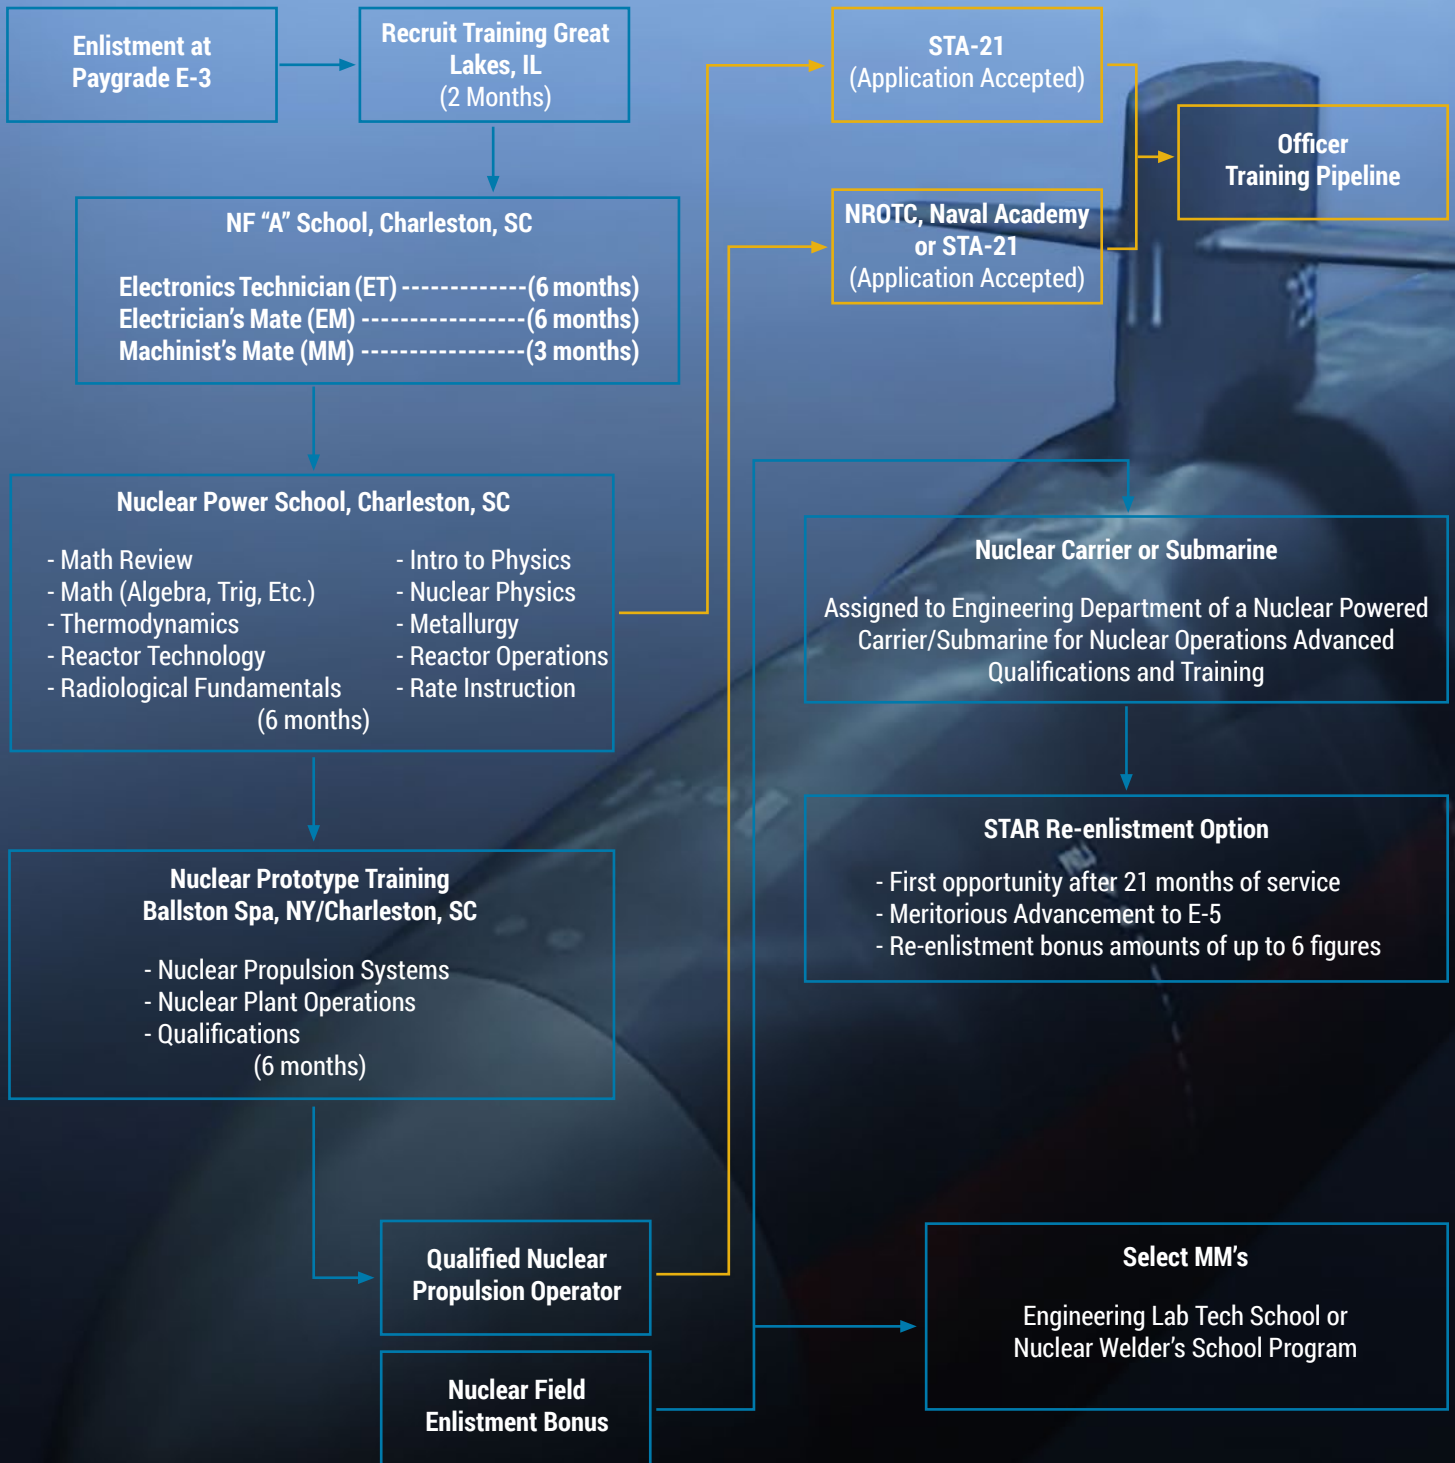 Enlistment at
Paygrade E-3
Recruit Training Great
Lakes, IL
(2 Months)
NF “A” School, Charleston, SC
Electronics Technician (ET) -------------(6 months)
Electrician’s Mate (EM) -----------------(6 months)
Machinist’s Mate (MM) -----------------(3 months)
Nuclear Power School, Charleston, SC
- Math Review
- Math (Algebra, Trig, Etc.)
- Thermodynamics
- Reactor Technology
- Radiological Fundamentals
- Intro to Physics
- Nuclear Physics
- Metallurgy
- Reactor Operations
- Rate Instruction
(6 months)
Nuclear Prototype Training
Ballston Spa, NY/Charleston, SC
- Nuclear Propulsion Systems
- Nuclear Plant Operations
- Qualifications
(6 months)
Qualified Nuclear
Propulsion Operator
Nuclear Field
Enlistment Bonus
STA-21
(Application Accepted)
NROTC, Naval Academy
or STA-21
(Application Accepted)
Officer
Training Pipeline
Nuclear Carrier or Submarine
Assigned to Engineering Department of a Nuclear Powered
Carrier/Submarine for Nuclear Operations Advanced
Qualifications and Training
STAR Re-enlistment Option
- First opportunity after 21 months of service
- Meritorious Advancement to E-5
- Re-enlistment bonus amounts of up to 6 figures
Select MM’s
Engineering Lab Tech School or
Nuclear Welder’s School Program